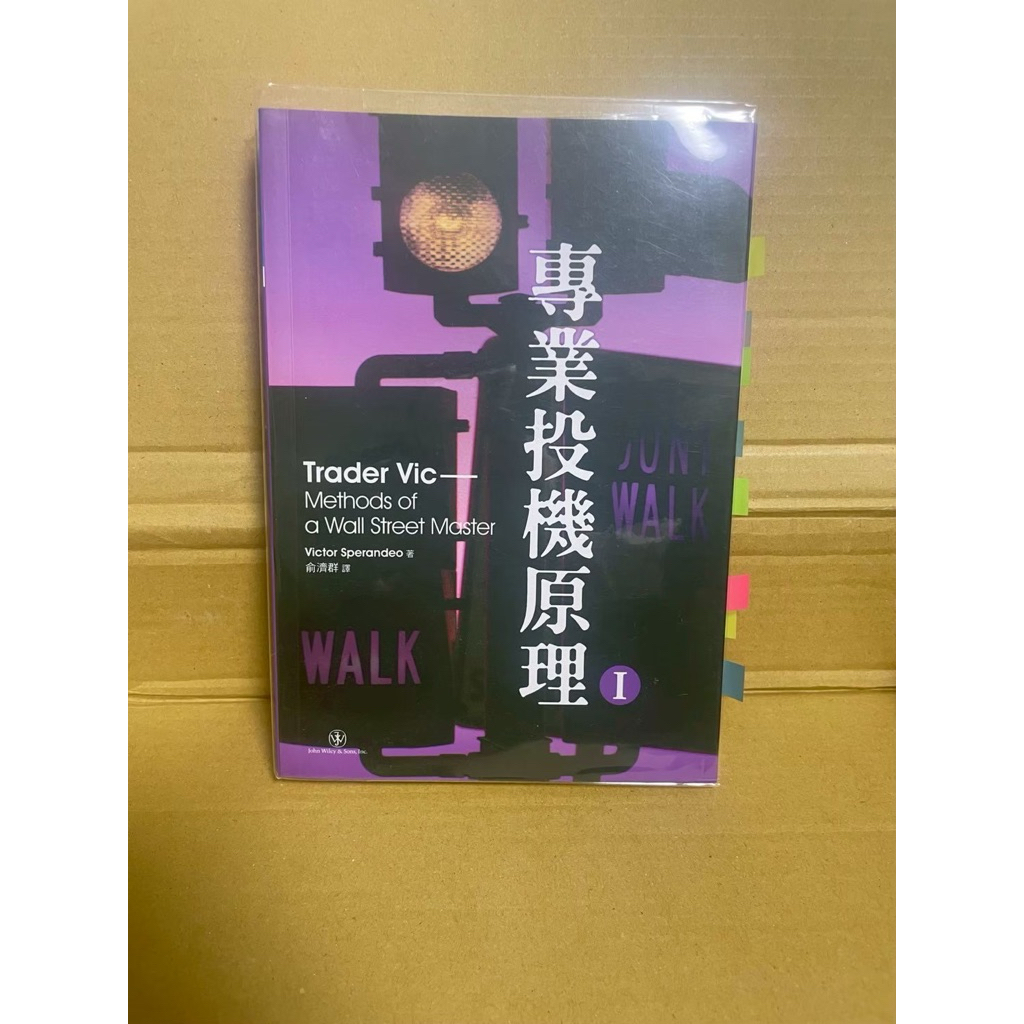 專業投機原理 I
Trader Vic—
Methods of
a Wall Street Master
Victor Sperandeo 著
俞濟群 譯
DON'T
WALK
WALK
John Wiley & Sons, Inc.